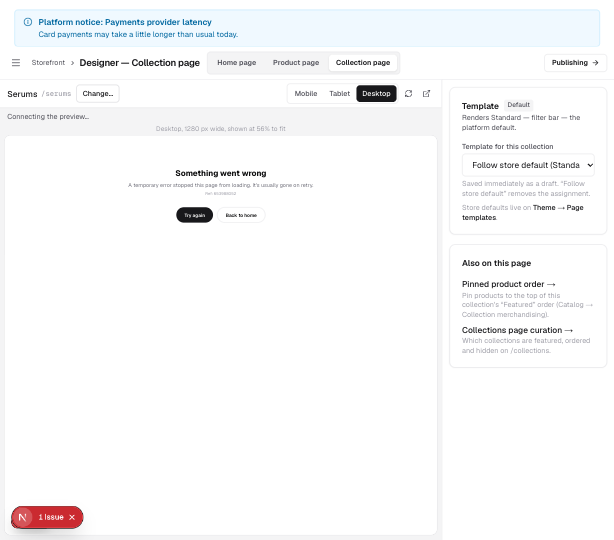 Platform notice: Payments provider latency
Card payments may take a little longer than usual today.
Storefront > Designer — Collection page
Home page
Product page
Collection page
Publishing →
Serums /serums
Change...
Mobile
Tablet
Desktop
Connecting the preview...
Desktop, 1280 px wide, shown at 56% to fit
Something went wrong
A temporary error stopped this page from loading. It's usually gone on retry.
Try again
Back to home
N
1 Issue
Template
Default
Renders Standard — filter bar — the
platform default.
Template for this collection
Follow store default (Standa
Saved immediately as a draft. "Follow
store default" removes the assignment.
Store defaults live on Theme → Page
templates.
Also on this page
Pinned product order →
Pin products to the top of this
collection's "Featured" order (Catalog →
Collection merchandising).
Collections page curation →
Which collections are featured, ordered
and hidden on /collections.